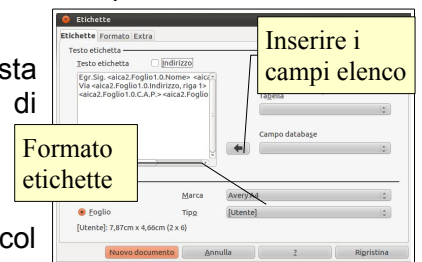 Etichette
Etichette Formato Extra
Inserire i
campi elenco
Testo etichetta
Testo etichetta Indirizzo
sta
di
Egr.Sig. <aica2.Foglio1.0.Nome> <aica
Via <aica2.Foglio1.0.Indirizzo, riga 1>
<aica2.Foglio1.0.C.A.P.> <aica2.Foglio
Tabella
Campo database
Formato
etichette
Marca Avery A4
Foglio Tipo [Utente]
[Utente]: 7,87cm x 4,66cm (2 x 6)
col
Nuovo documento Annulla ? Ripristina